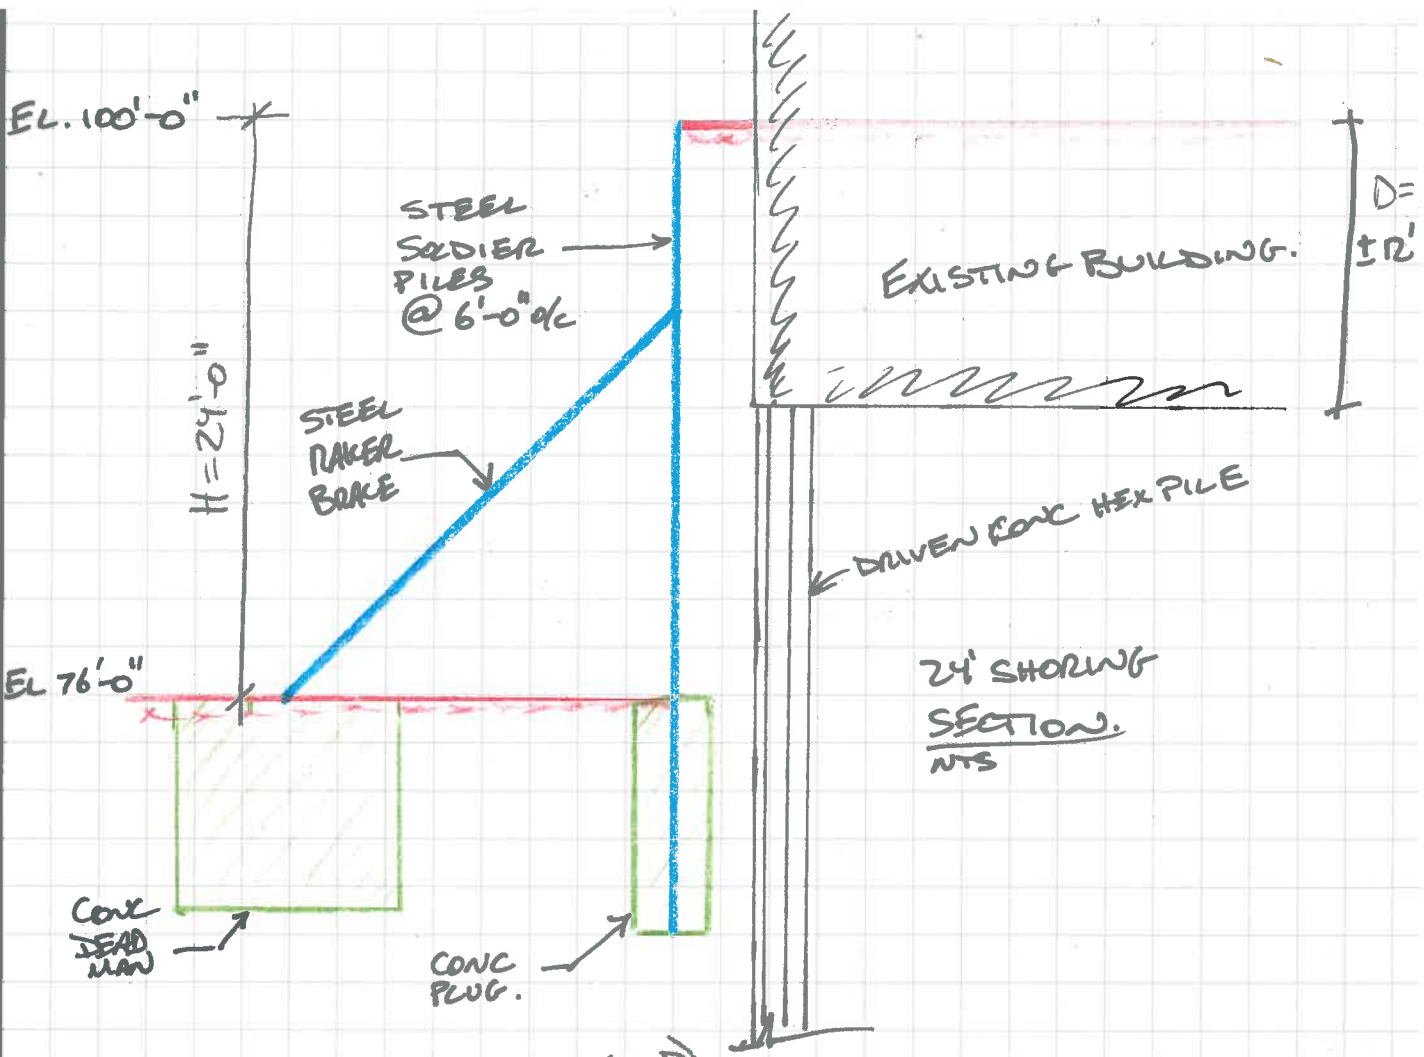 EL. 100'-0"
STEEL
SOLDIER
PILES
@ 6'-0" o/c
D=
±12'
EXISTING BUILDING.
H=24'-0"
STEEL
RAKER
BRACE
DRIVEN CONC HEX PILE
EL 76'-0"
24' SHORING
SECTION.
NTS
CONC
DEAD
MAN
CONC
PLUG.